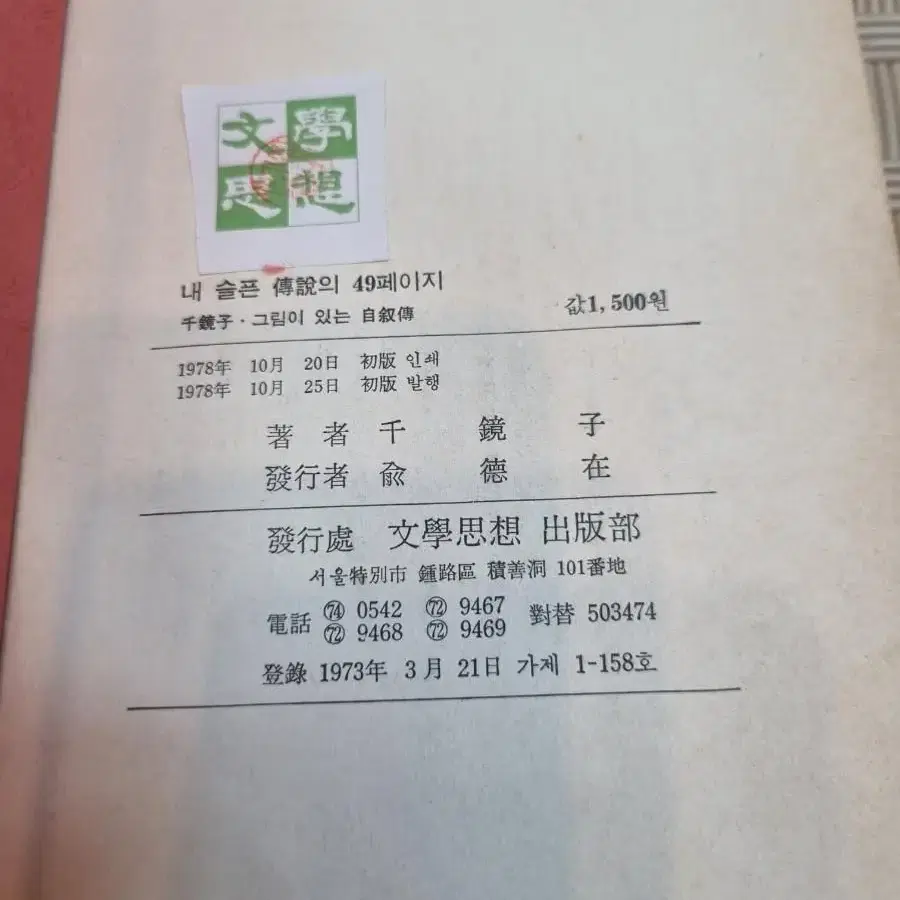 文學
思想
내 슬픈 傳說의 49페이지
千鏡子·그림이 있는 自叙傳
값1,500원
1978年 10月 20日 初版 인쇄
1978年 10月 25日 初版 발행
著者 千鏡子
發行者 兪德在
發行處 文學思想 出版部
서울特別市 鍾路區 積善洞 101番地
電話 ㉔ 0542 ㉒ 9467
㉒ 9468 ㉒ 9469
對替 503474
登錄 1973年 3月 21日 가제 1-158호